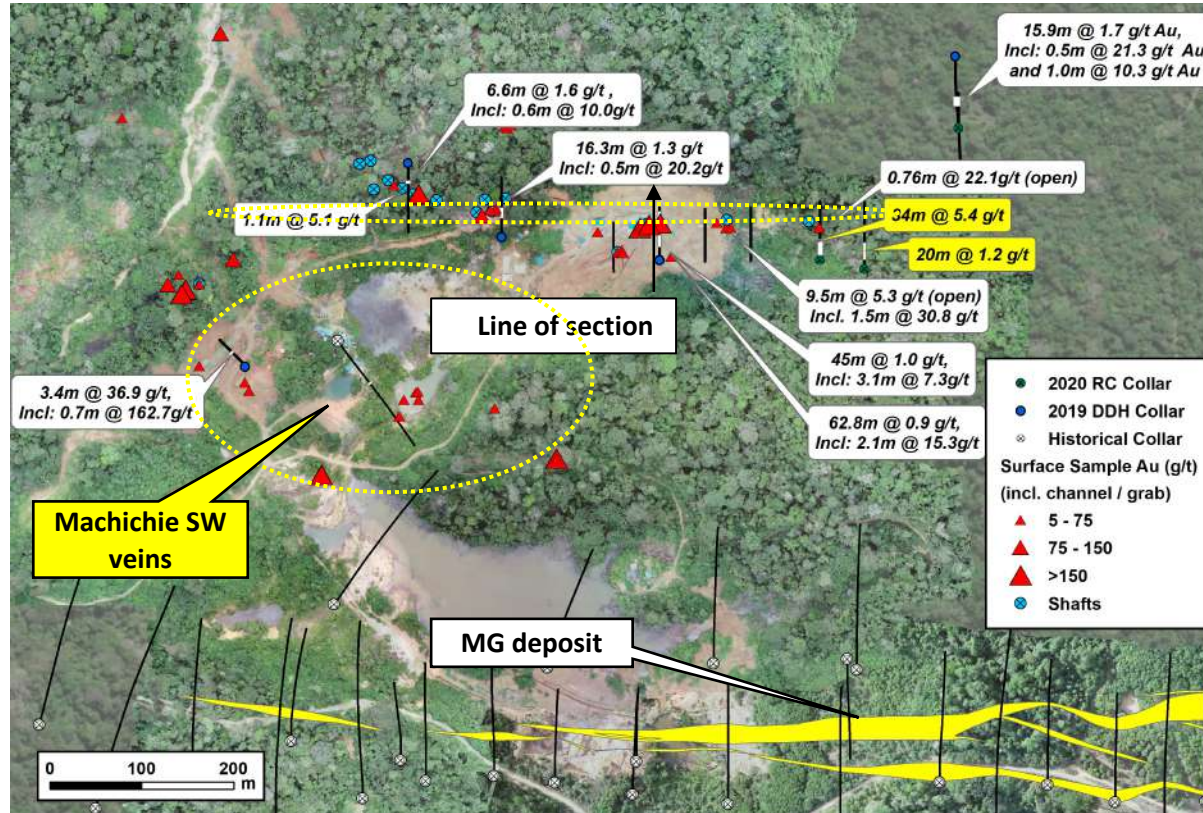 15.9m @ 1.7 g/t Au,
Incl: 0.5m @ 21.3 g/t Au
and 1.0m @ 10.3 g/t Au
6.6m @ 1.6 g/t ,
Incl: 0.6m @ 10.0g/t
16.3m @ 1.3 g/t
Incl: 0.5m @ 20.2g/t
0.76m @ 22.1g/t (open)
1.1m @ 5.1 g/t
34m @ 5.4 g/t
20m @ 1.2 g/t
9.5m @ 5.3 g/t (open)
Incl. 1.5m @ 30.8 g/t
Line of section
45m @ 1.0 g/t,
Incl: 3.1m @ 7.3g/t
3.4m @ 36.9 g/t,
Incl: 0.7m @ 162.7g/t
62.8m @ 0.9 g/t,
Incl: 2.1m @ 15.3g/t
Machichie SW
veins
MG deposit
2020 RC Collar
2019 DDH Collar
Historical Collar
Surface Sample Au (g/t)
(incl. channel / grab)
5 - 75
75 - 150
>150
Shafts
0 100 200
m